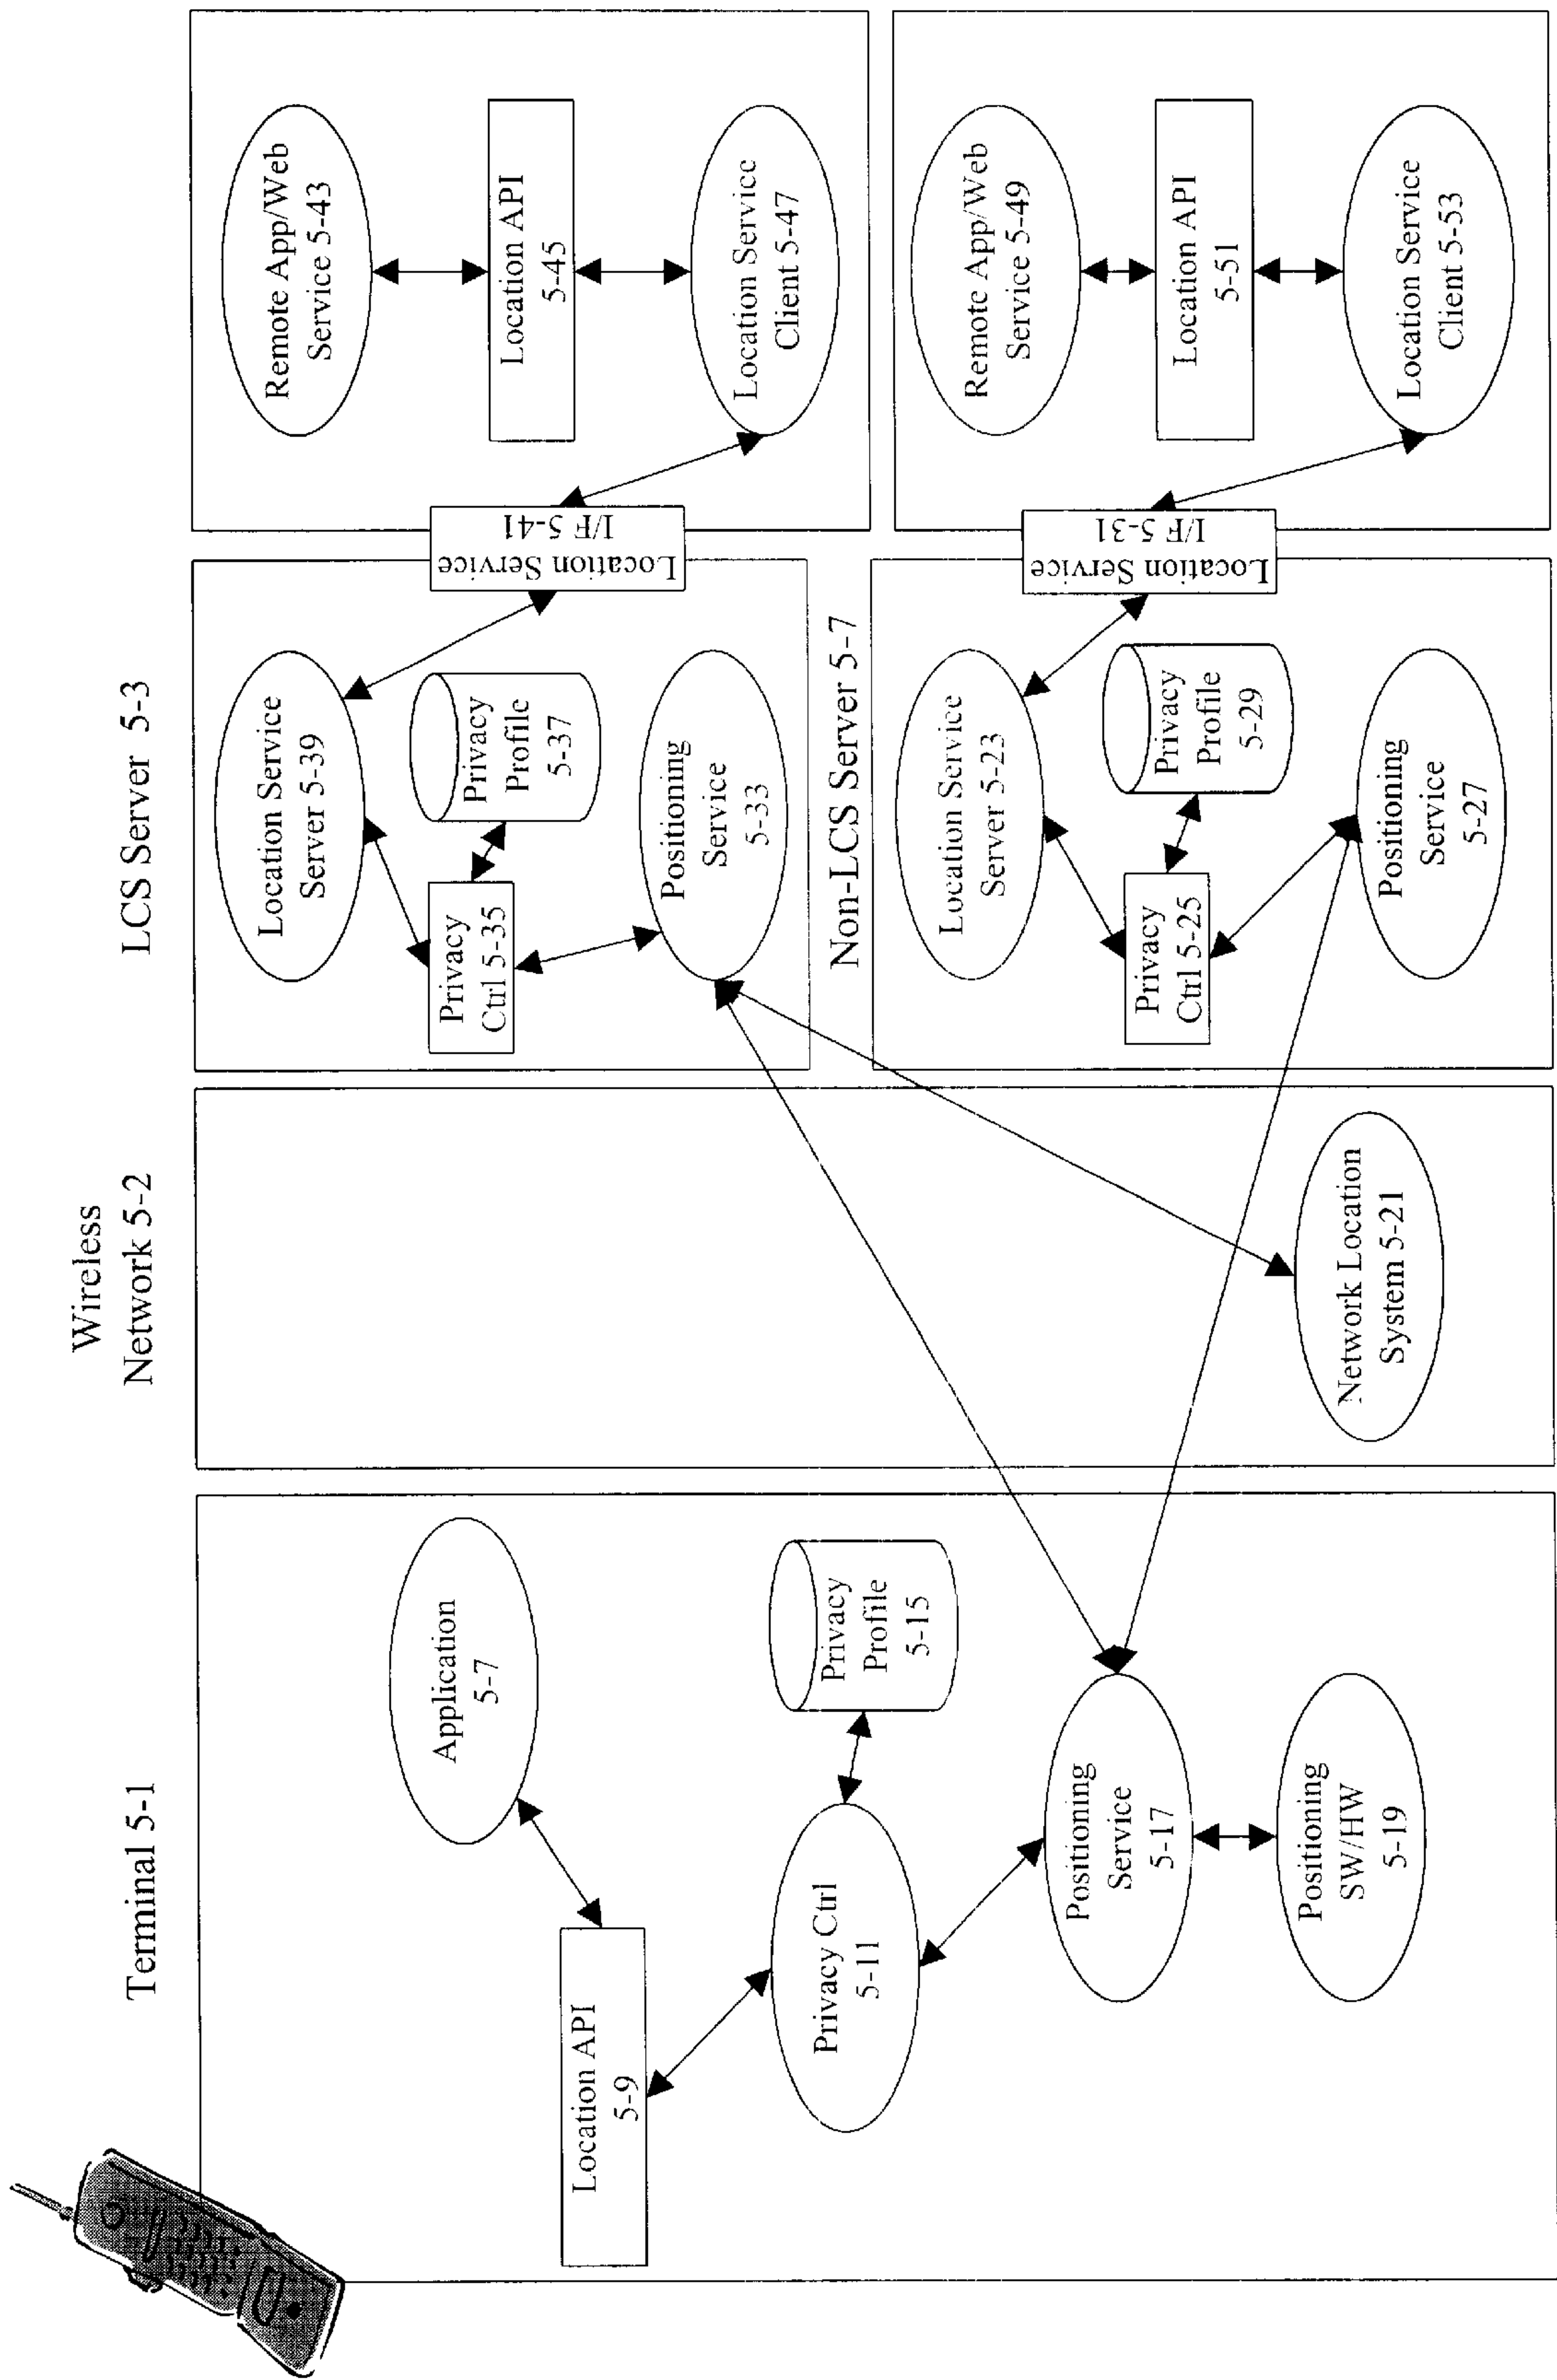 Terminal 5-1
Application
5-7
Location API
5-9
Privacy Ctrl
5-11
Privacy
Profile
5-15
Positioning
Service
5-17
Positioning
SW/HW
5-19
Wireless
Network 5-2
Network Location
System 5-21
LCS Server 5-3
Location Service
Server 5-39
Privacy
Ctrl 5-35
Privacy
Profile
5-37
Positioning
Service
5-33
Location Service
I/F 5-41
Non-LCS Server 5-7
Location Service
Server 5-23
Privacy
Ctrl 5-25
Privacy
Profile
5-29
Positioning
Service
5-27
Location Service
I/F 5-31
Remote App/Web
Service 5-43
Location API
5-45
Location Service
Client 5-47
Remote App/Web
Service 5-49
Location API
5-51
Location Service
Client 5-53